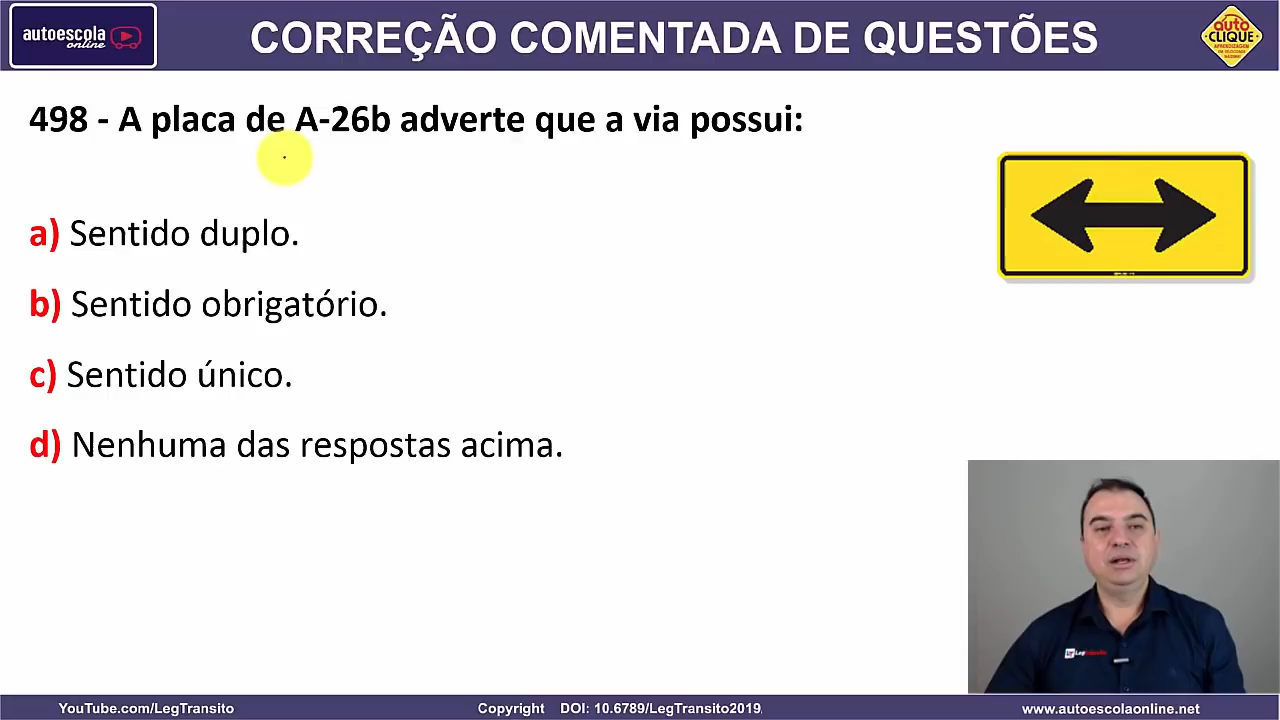 autoescola
online
CORREÇÃO COMENTADA DE QUESTÕES
auto
CLIQUE
APRENDIZAGEM
498 - A placa de A-26b adverte que a via possui:
a) Sentido duplo.
b) Sentido obrigatório.
c) Sentido único.
d) Nenhuma das respostas acima.
YouTube.com/LegTransito
Copyright DOI: 10.6789/LegTransito2019
www.autoescolaonline.net